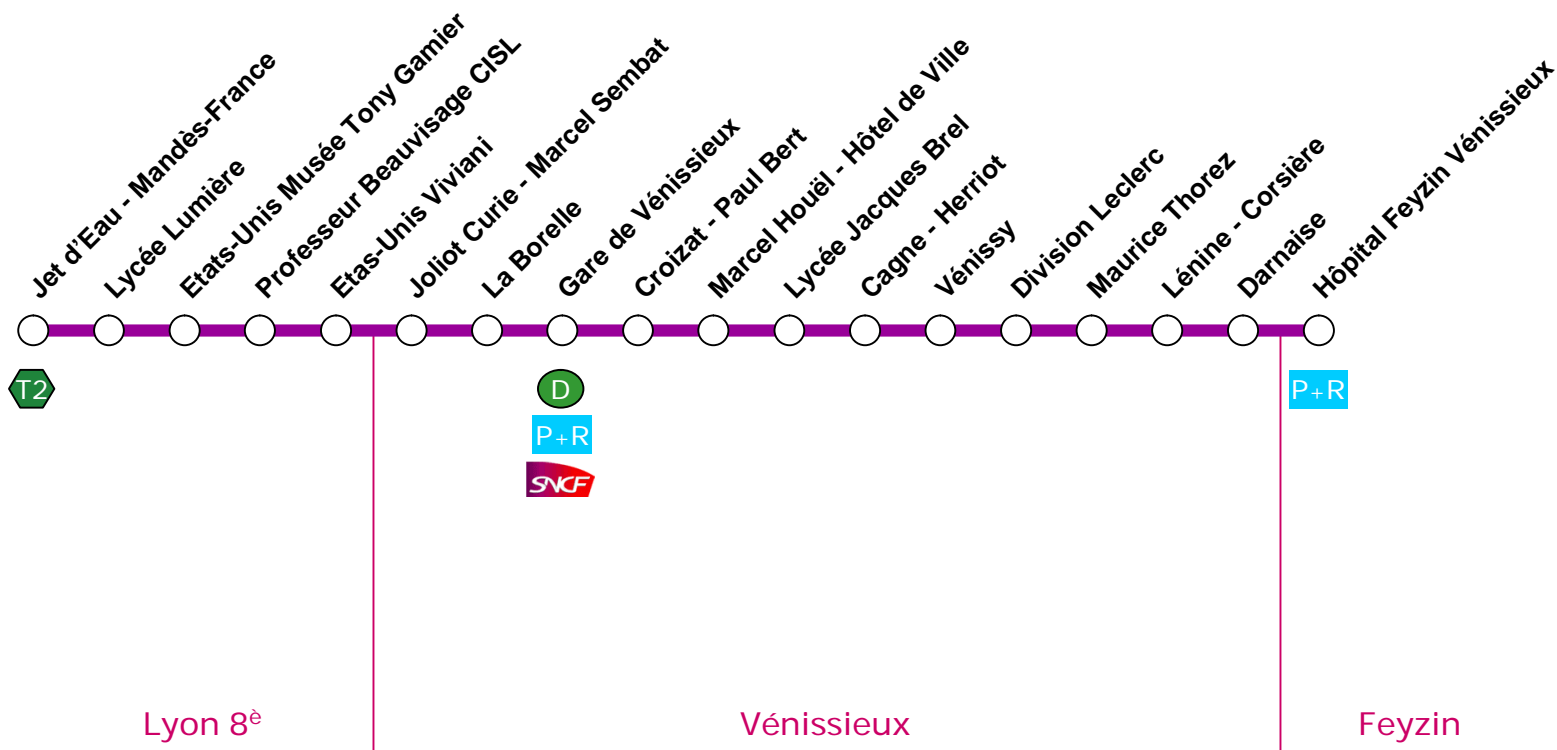 Jet d'Eau - Mandès-France
Lycée Lumière
Etats-Unis Musée Tony Gamier
Professeur Beauvisage CISL
Etas-Unis Viviani
Joliot Curie - Marcel Sembat
La Borelle
Gare de Vénissieux
Croizat - Paul Bert
Marcel Houël - Hôtel de Ville
Lycée Jacques Brel
Cagne - Herriot
Vénissy
Division Leclerc
Maurice Thorez
Lénine - Corsière
Darnaise
Hôpital Feyzin Vénissieux
T2
D
P+R
P+R
SNCF
Lyon 8è
Vénissieux
Feyzin